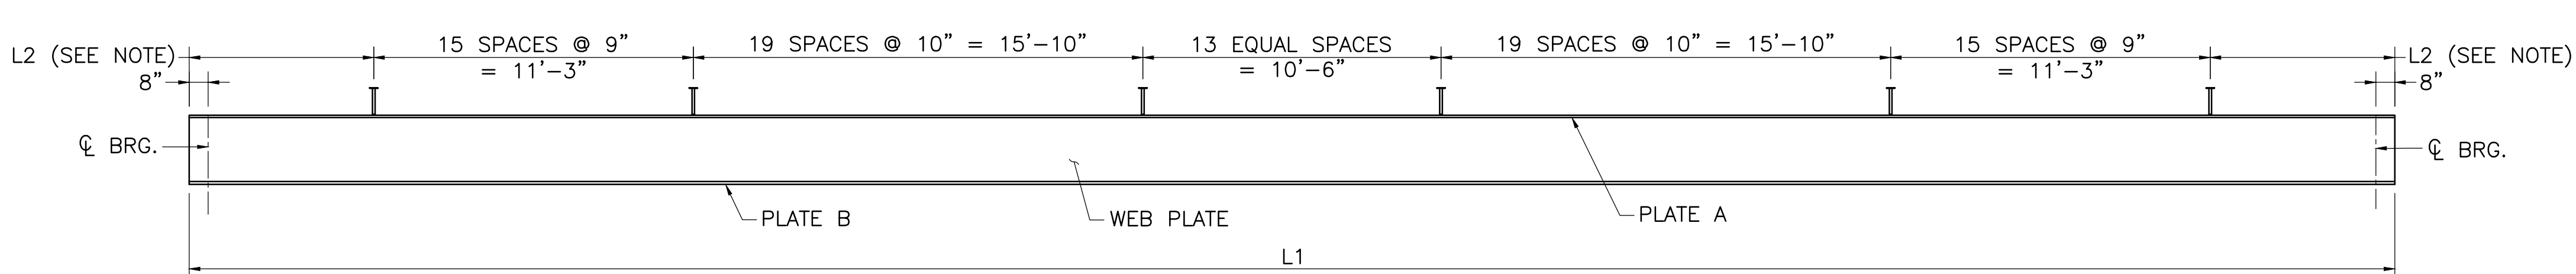 L2 (SEE NOTE)
15 SPACES @ 9”
= 11’-3”
19 SPACES @ 10” = 15’-10”
13 EQUAL SPACES
= 10’-6”
19 SPACES @ 10” = 15’-10”
15 SPACES @ 9”
= 11’-3”
L2 (SEE NOTE)
8”
8”
℄ BRG.
℄ BRG.
PLATE B
WEB PLATE
PLATE A
L1